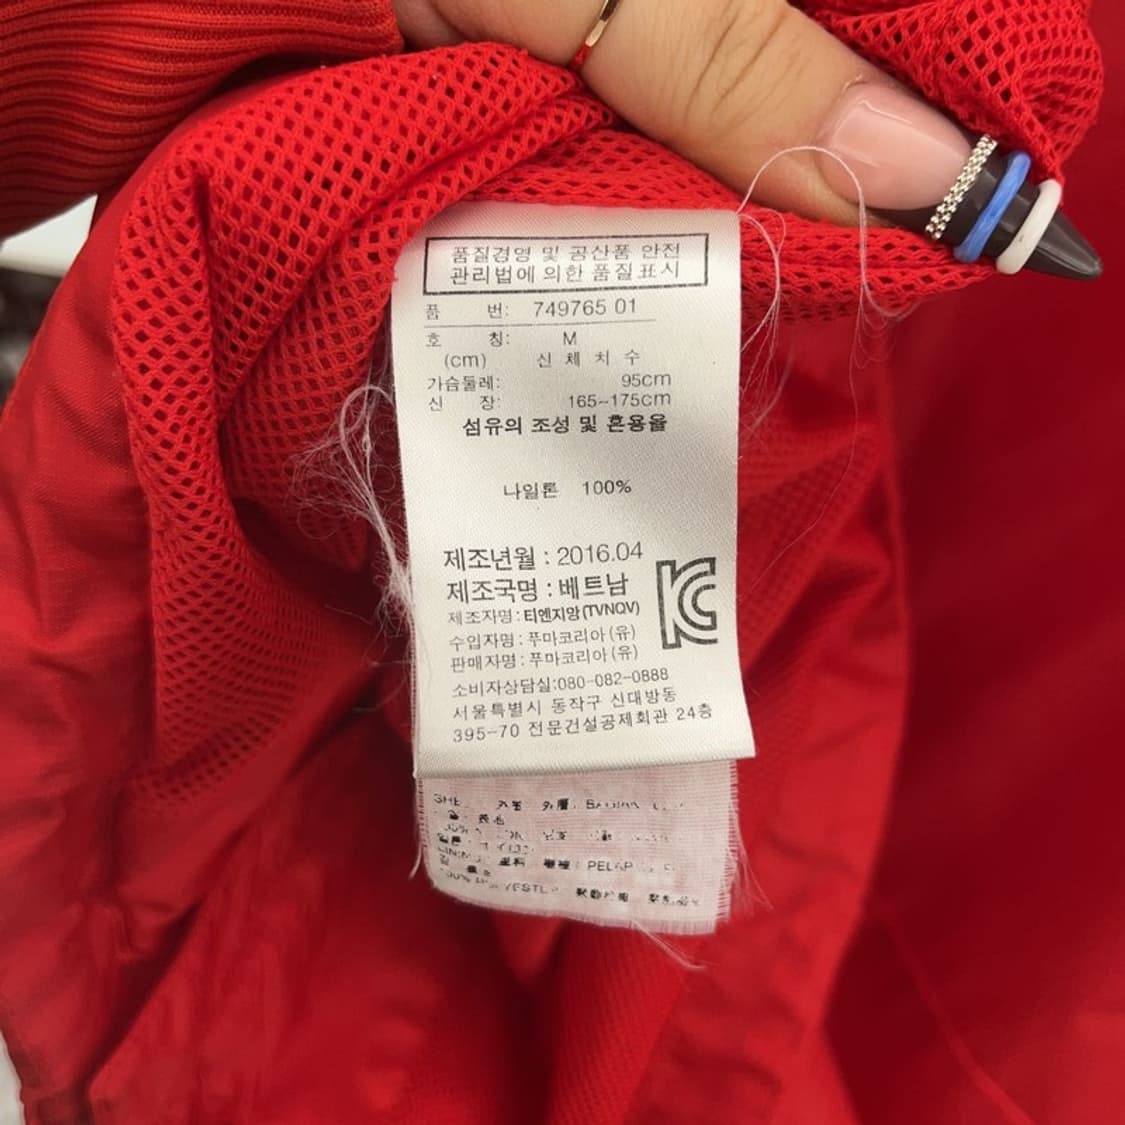 품질경영 및 공산품 안전
관리법에 의한 품질표시
품 번: 749765 01
호 칭: M
(cm) 신 체 치 수
가슴둘레: 95cm
신 장: 165~175cm
섬유의 조성 및 혼용율
나일론 100%
제조년월 : 2016.04
제조국명 : 베트남
제조자명 : 티엔지앙(TVNQV)
수입자명 : 푸마코리아(유)
판매자명 : 푸마코리아(유)
소비자상담실:080-082-0888
서울특별시 동작구 신대방동
395-70 전문건설공제회관 24층